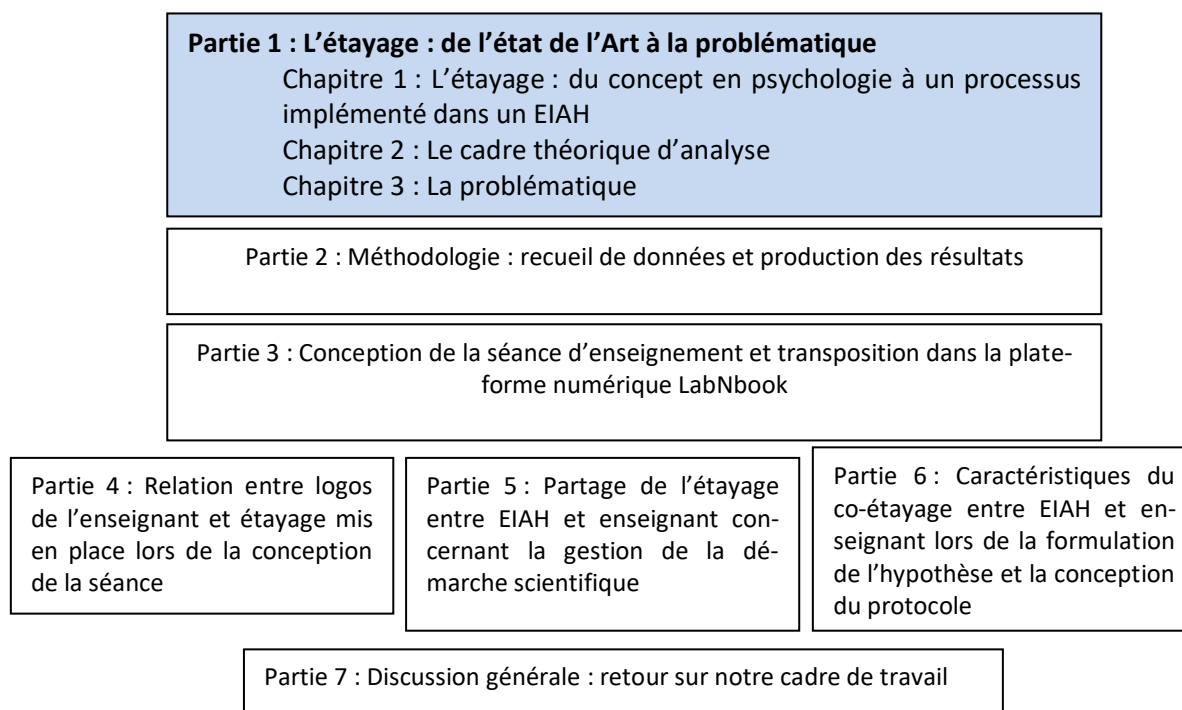 Partie 1 : L’étayage : de l’état de l’Art à la problématique
Chapitre 1 : L’étayage : du concept en psychologie à un processus
implémenté dans un EIAH
Chapitre 2 : Le cadre théorique d’analyse
Chapitre 3 : La problématique
Partie 2 : Méthodologie : recueil de données et production des résultats
Partie 3 : Conception de la séance d’enseignement et transposition dans la plate-
forme numérique LabNbook
Partie 4 : Relation entre logos
de l’enseignant et étayage mis
en place lors de la conception
de la séance
Partie 5 : Partage de l’étayage
entre EIAH et enseignant con-
cernant la gestion de la dé-
marche scientifique
Partie 6 : Caractéristiques du
co-étayage entre EIAH et en-
seignant lors de la formulation
de l’hypothèse et la conception
du protocole
Partie 7 : Discussion générale : retour sur notre cadre de travail